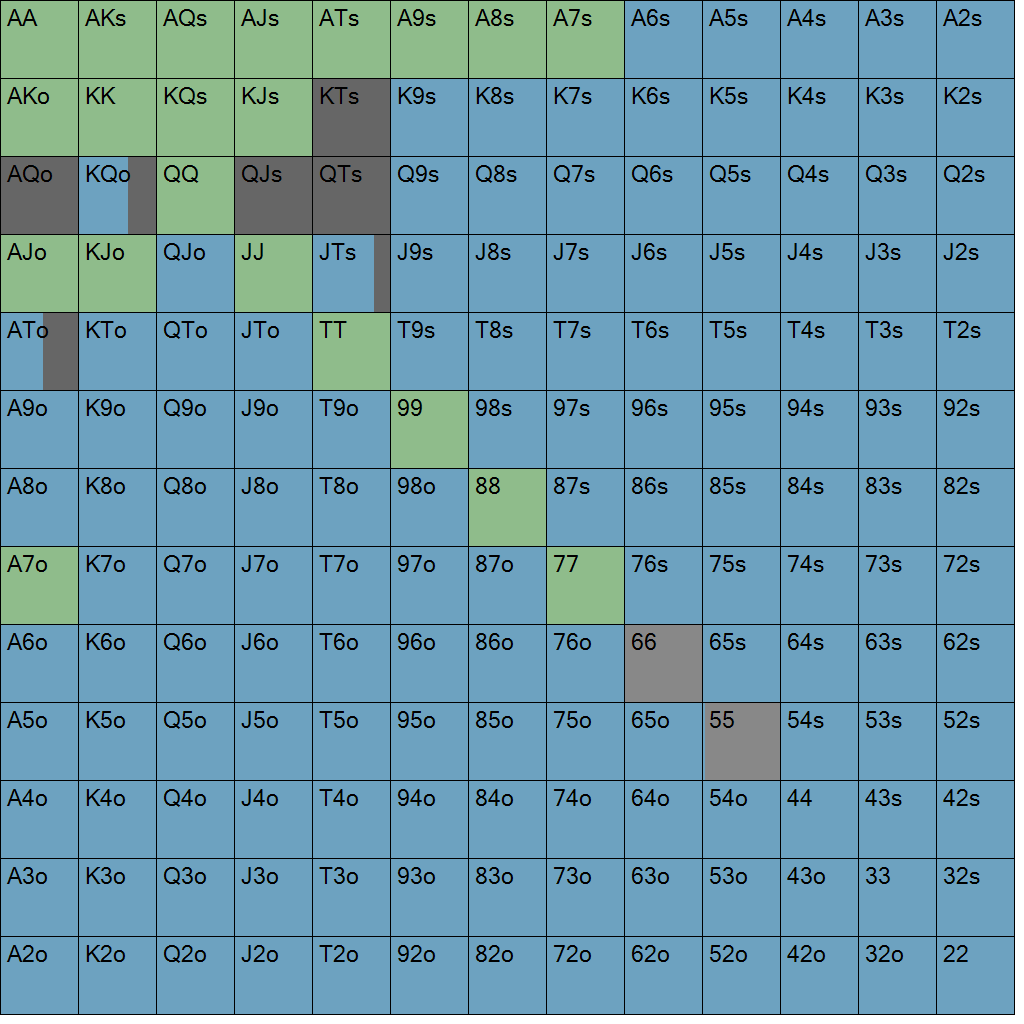 AA AKs AQs AJs ATs A9s A8s A7s A6s A5s A4s A3s A2s
AKo KK KQs KJs KTs K9s K8s K7s K6s K5s K4s K3s K2s
AQo KQo QQ QJs QTs Q9s Q8s Q7s Q6s Q5s Q4s Q3s Q2s
AJo KJo QJo JJ JTs J9s J8s J7s J6s J5s J4s J3s J2s
ATo KTo QTo JTo TT T9s T8s T7s T6s T5s T4s T3s T2s
A9o K9o Q9o J9o T9o 99 98s 97s 96s 95s 94s 93s 92s
A8o K8o Q8o J8o T8o 98o 88 87s 86s 85s 84s 83s 82s
A7o K7o Q7o J7o T7o 97o 87o 77 76s 75s 74s 73s 72s
A6o K6o Q6o J6o T6o 96o 86o 76o 66 65s 64s 63s 62s
A5o K5o Q5o J5o T5o 95o 85o 75o 65o 55 54s 53s 52s
A4o K4o Q4o J4o T4o 94o 84o 74o 64o 54o 44 43s 42s
A3o K3o Q3o J3o T3o 93o 83o 73o 63o 53o 43o 33 32s
A2o K2o Q2o J2o T2o 92o 82o 72o 62o 52o 42o 32o 22